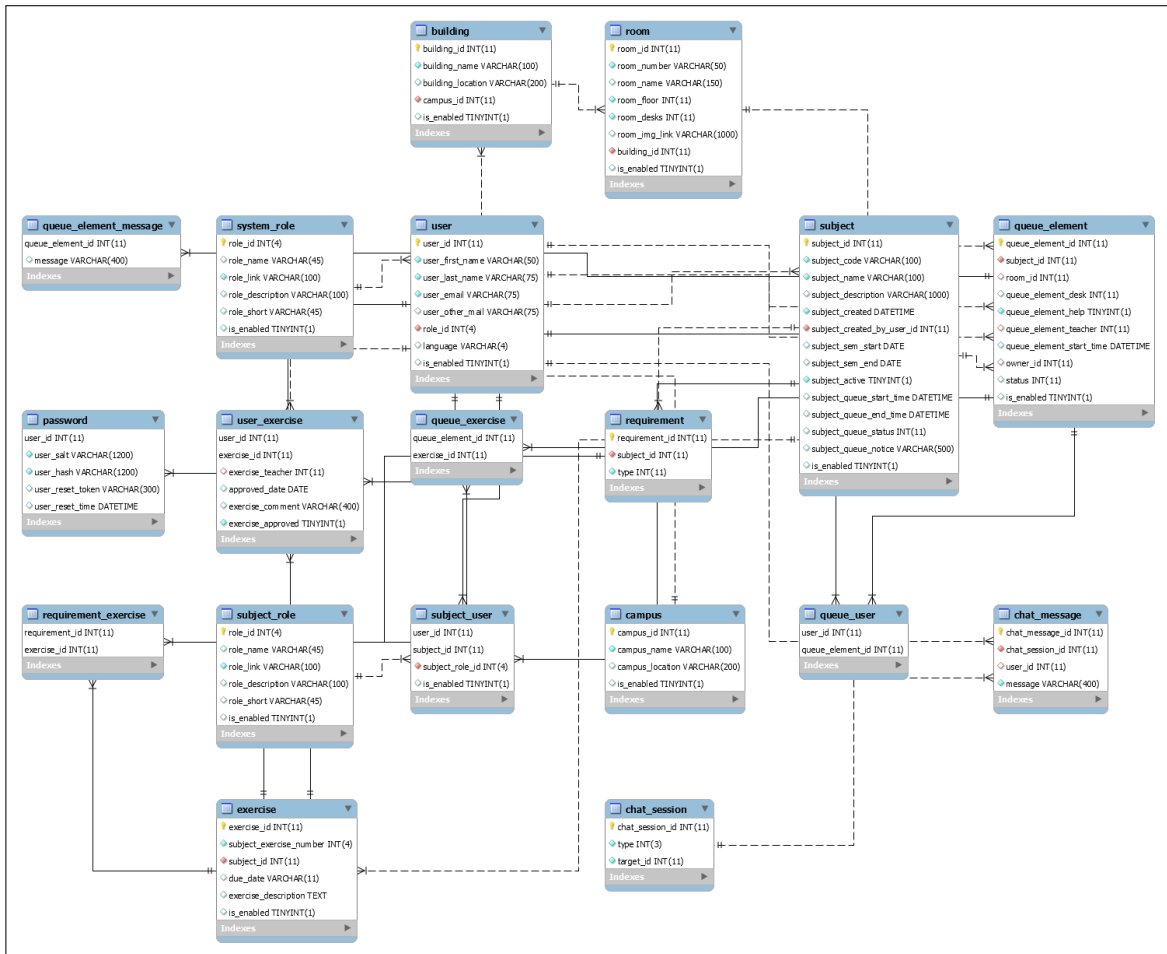 building
building_id INT(11)
building_name VARCHAR(100)
building_location VARCHAR(200)
campus_id INT(11)
is_enabled TINYINT(1)
Indexes
room
room_id INT(11)
room_number VARCHAR(50)
room_name VARCHAR(150)
room_floor INT(11)
room_desks INT(11)
room_img_link VARCHAR(1000)
building_id INT(11)
is_enabled TINYINT(1)
Indexes
queue_element_message
queue_element_id INT(11)
message VARCHAR(400)
Indexes
system_role
role_id INT(4)
role_name VARCHAR(45)
role_link VARCHAR(100)
role_description VARCHAR(100)
role_short VARCHAR(45)
is_enabled TINYINT(1)
Indexes
user
user_id INT(11)
user_first_name VARCHAR(50)
user_last_name VARCHAR(75)
user_email VARCHAR(75)
user_other_mail VARCHAR(75)
role_id INT(4)
language VARCHAR(4)
is_enabled TINYINT(1)
Indexes
subject
subject_id INT(11)
subject_code VARCHAR(100)
subject_name VARCHAR(100)
subject_description VARCHAR(1000)
subject_created DATETIME
subject_created_by_user_id INT(11)
subject_sem_start DATE
subject_sem_end DATE
subject_active TINYINT(1)
subject_queue_start_time DATETIME
subject_queue_end_time DATETIME
subject_queue_status INT(11)
subject_queue_notice VARCHAR(500)
is_enabled TINYINT(1)
Indexes
queue_element
queue_element_id INT(11)
subject_id INT(11)
room_id INT(11)
queue_element_desk INT(11)
queue_element_help TINYINT(1)
queue_element_teacher INT(11)
queue_element_start_time DATETIME
owner_id INT(11)
status INT(11)
is_enabled TINYINT(1)
Indexes
password
user_id INT(11)
user_salt VARCHAR(1200)
user_hash VARCHAR(1200)
user_reset_token VARCHAR(300)
user_reset_time DATETIME
Indexes
user_exercise
user_id INT(11)
exercise_id INT(11)
exercise_teacher INT(11)
approved_date DATE
exercise_comment VARCHAR(400)
exercise_approved TINYINT(1)
Indexes
queue_exercise
queue_element_id INT(11)
exercise_id INT(11)
Indexes
requirement
requirement_id INT(11)
subject_id INT(11)
type INT(11)
Indexes
requirement_exercise
requirement_id INT(11)
exercise_id INT(11)
Indexes
subject_role
role_id INT(4)
role_name VARCHAR(45)
role_link VARCHAR(100)
role_description VARCHAR(100)
role_short VARCHAR(45)
is_enabled TINYINT(1)
Indexes
subject_user
user_id INT(11)
subject_id INT(11)
subject_role_id INT(4)
is_enabled TINYINT(1)
Indexes
campus
campus_id INT(11)
campus_name VARCHAR(100)
campus_location VARCHAR(200)
is_enabled TINYINT(1)
Indexes
queue_user
user_id INT(11)
queue_element_id INT(11)
Indexes
chat_message
chat_message_id INT(11)
chat_session_id INT(11)
user_id INT(11)
message VARCHAR(400)
Indexes
exercise
exercise_id INT(11)
subject_exercise_number INT(4)
subject_id INT(11)
due_date VARCHAR(11)
exercise_description TEXT
is_enabled TINYINT(1)
Indexes
chat_session
chat_session_id INT(11)
type INT(3)
target_id INT(11)
Indexes